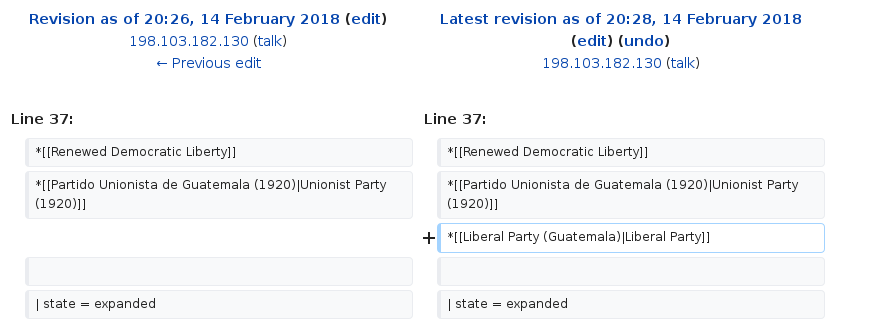 Revision as of 20:26, 14 February 2018 (edit)
198.103.182.130 (talk)
← Previous edit
Latest revision as of 20:28, 14 February 2018
(edit) (undo)
198.103.182.130 (talk)
Line 37:
Line 37:
*[[Renewed Democratic Liberty]]
*[[Renewed Democratic Liberty]]
*[[Partido Unionista de Guatemala (1920)|Unionist Party
(1920)]]
*[[Partido Unionista de Guatemala (1920)|Unionist Party
(1920)]]
+ *[[Liberal Party (Guatemala)|Liberal Party]]
| state = expanded
| state = expanded